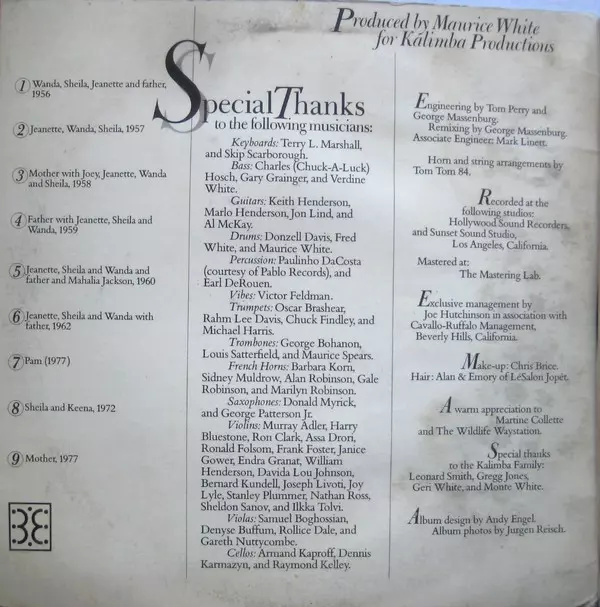 Produced by Maurice White
for Kalimba Productions
1 Wanda, Sheila, Jeanette and father,
1956
2 Jeanette, Wanda, Sheila, 1957
3 Mother with Joey, Jeanette, Wanda
and Sheila, 1958
4 Father with Jeanette, Sheila and
Wanda, 1959
5 Jeanette, Sheila and Wanda and
father and Mahalia Jackson, 1960
6 Jeanette, Sheila and Wanda with
father, 1962
7 Pam (1977)
8 Sheila and Keena, 1972
9 Mother, 1977
Special Thanks
to the following musicians:
Keyboards: Terry L. Marshall,
and Skip Scarborough.
Bass: Charles (Chuck-A-Luck)
Hosch, Gary Grainger, and Verdine
White.
Guitars: Keith Henderson,
Marlo Henderson, Jon Lind, and
Al McKay.
Drums: Donzell Davis, Fred
White, and Maurice White.
Percussion: Paulinho DaCosta
(courtesy of Pablo Records), and
Earl DeRouen.
Vibes: Victor Feldman.
Trumpets: Oscar Brashear,
Rahm Lee Davis, Chuck Findley, and
Michael Harris.
Trombones: George Bohanon,
Louis Satterfield, and Maurice Spears.
French Horns: Barbara Korn,
Sidney Muldrow, Alan Robinson, Gale
Robinson, and Marilyn Robinson.
Saxophones: Donald Myrick,
and George Patterson Jr.
Violins: Murray Adler, Harry
Bluestone, Ron Clark, Assa Drori,
Ronald Folsom, Frank Foster, Janice
Gower, Endra Granat, William
Henderson, Davida Lou Johnson,
Bernard Kundell, Joseph Livoti, Joy
Lyle, Stanley Plummer, Nathan Ross,
Sheldon Sanov, and Ilkka Tolvi.
Violas: Samuel Boghossian,
Denyse Buffum, Rollice Dale, and
Gareth Nuttycombe.
Cellos: Armand Kaproff, Dennis
Karmazyn, and Raymond Kelley.
Engineering by Tom Perry and
George Massenburg.
Remixing by George Massenburg.
Associate Engineer: Mark Linett.
Horn and string arrangements by
Tom Tom 84.
Recorded at the
following studios:
Hollywood Sound Recorders,
and Sunset Sound Studio,
Los Angeles, California.
Mastered at:
The Mastering Lab.
Exclusive management by
Joe Hutchinson in association with
Cavallo-Ruffalo Management,
Beverly Hills, California.
Make-up: Chris Brice.
Hair: Alan & Emory of LeSalon Jopét.
A warm appreciation to
Martine Collette
and The Wildlife Waystation.
Special thanks
to the Kalimba Family:
Leonard Smith, Gregg Jones,
Geri White, and Monte White.
Album design by Andy Engel.
Album photos by Jurgen Reisch.